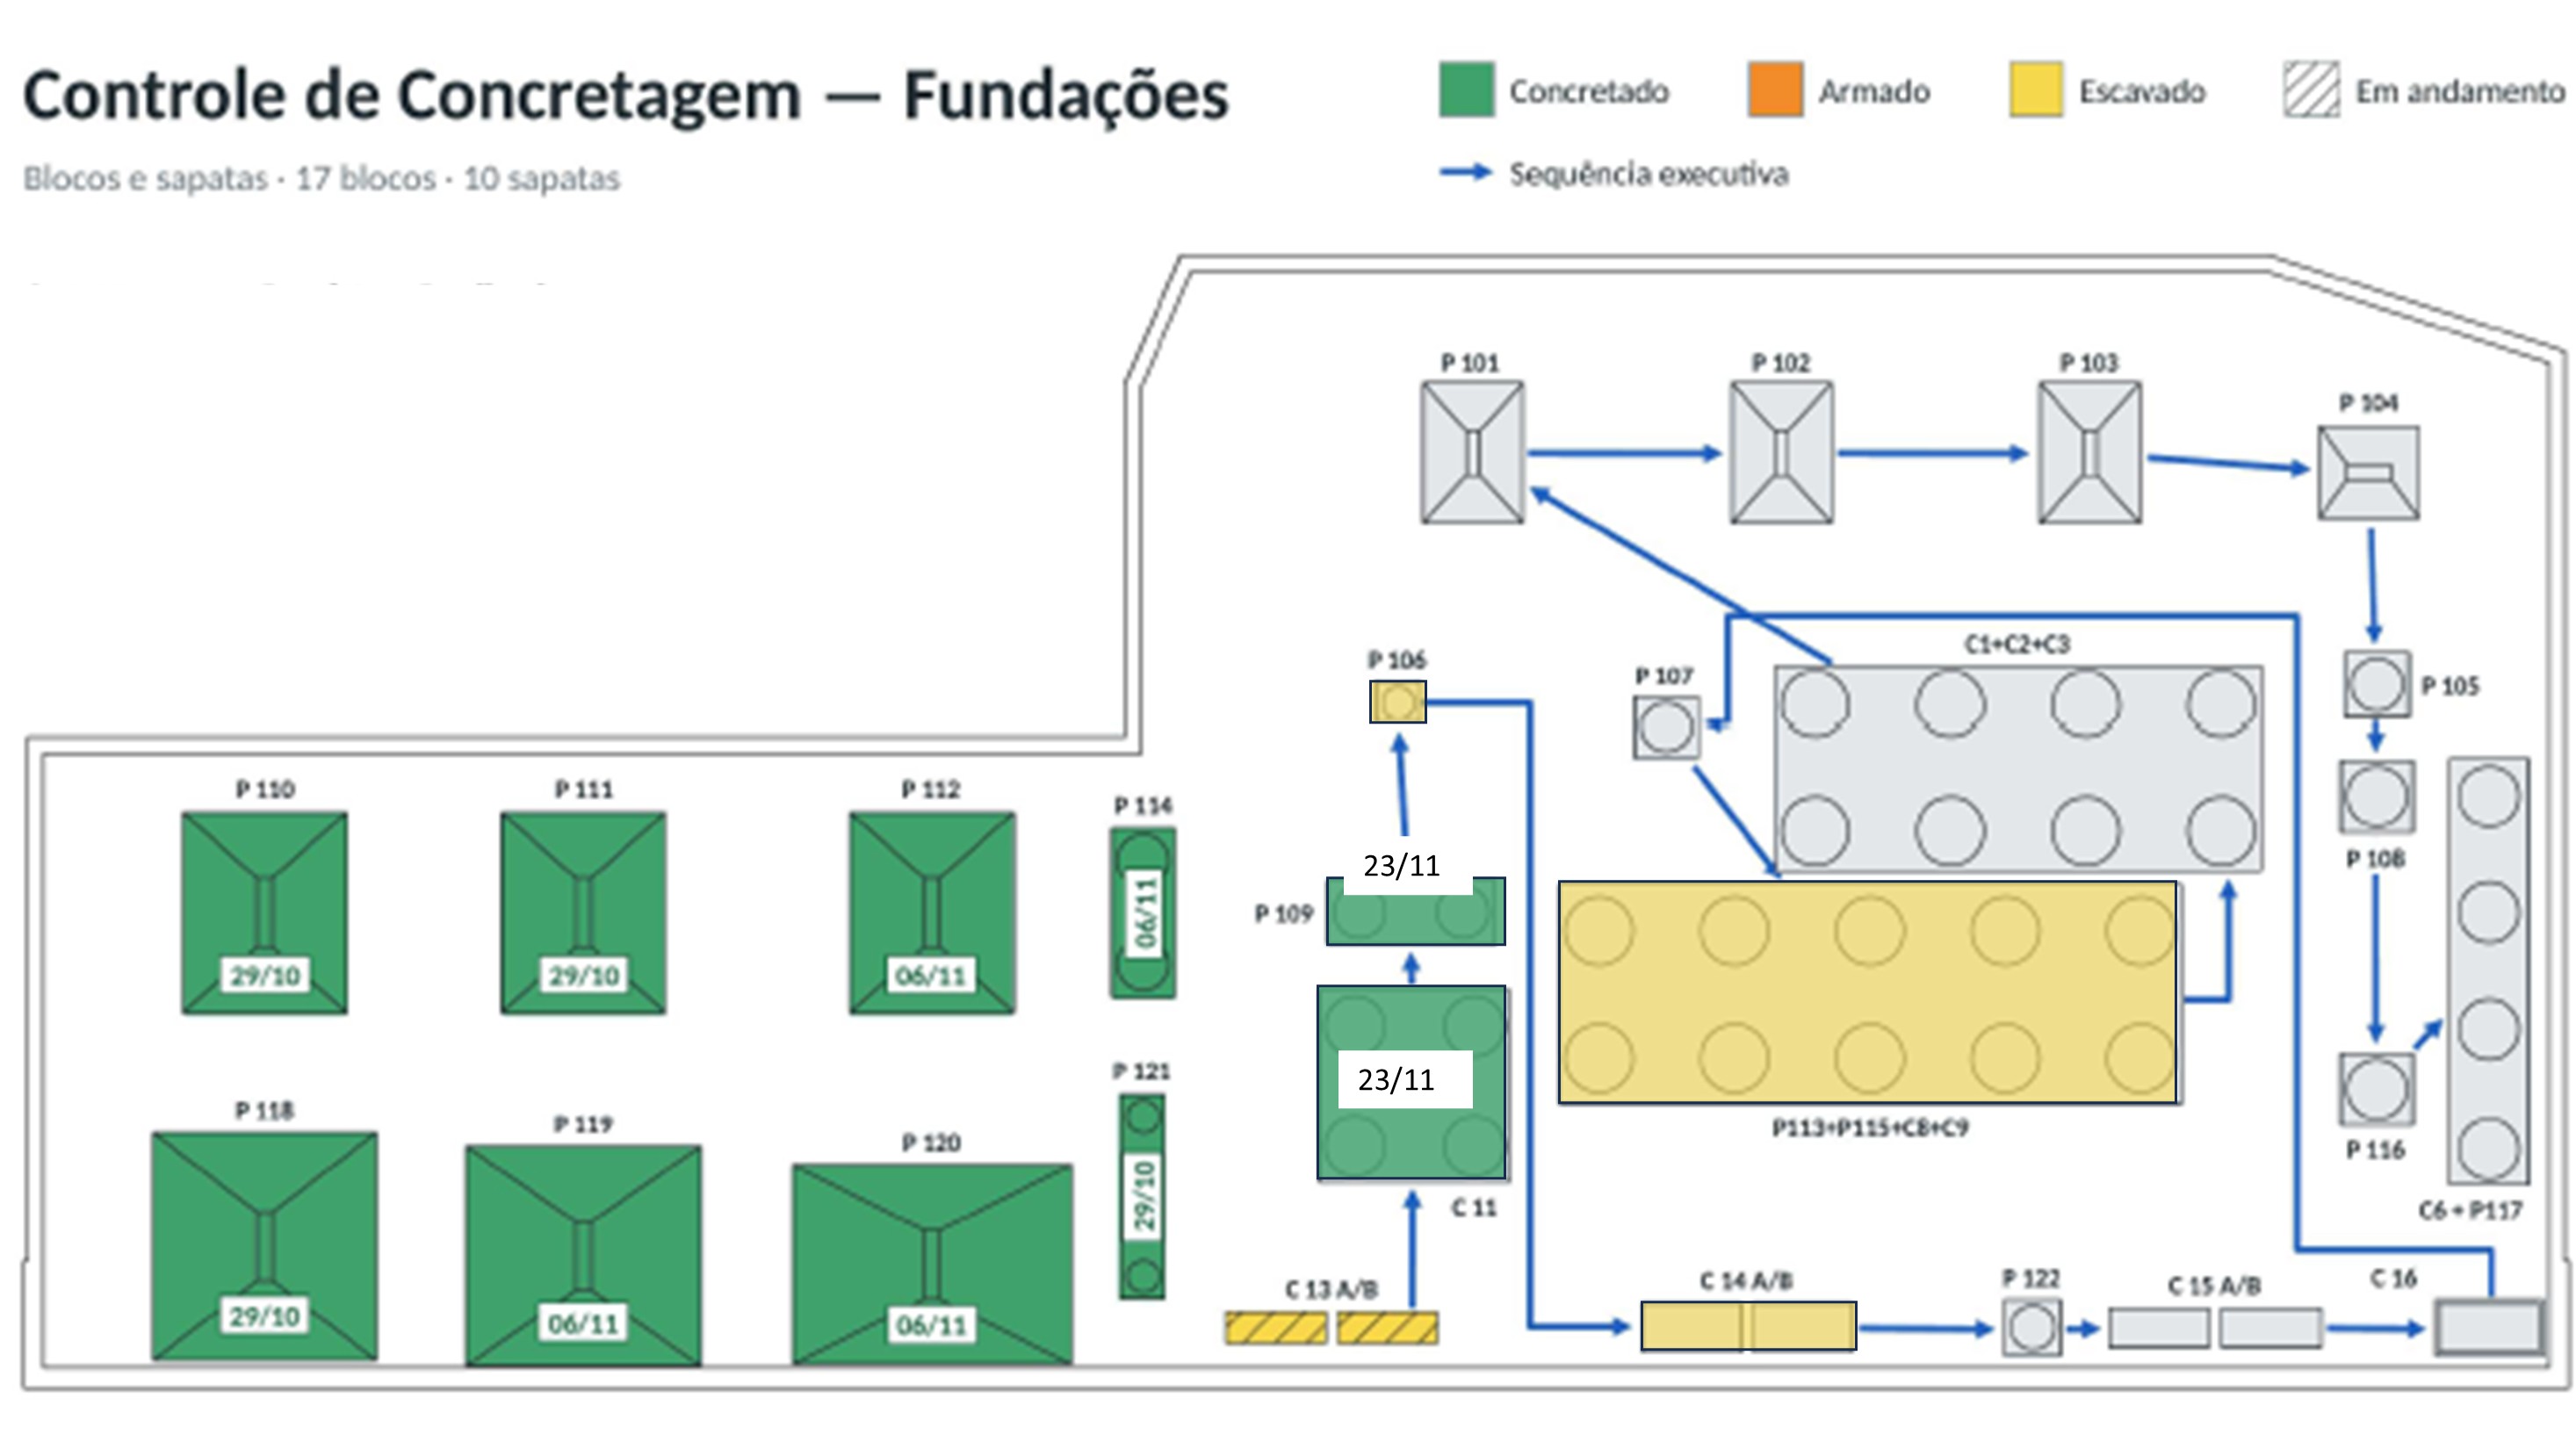 Controle de Concretagem — Fundações
Blocos e sapatas · 17 blocos · 10 sapatas
Concretado
Armado
Escavado
Em andamento
Sequência executiva
P 101
P 102
P 103
P 104
C1+C2+C3
P 106
P 107
P 105
P 110
P 111
P 112
P 114
23/11
P 108
P 109
29/10
29/10
06/11
06/11
23/11
P 121
P 118
P 119
P 120
P113+P115+C8+C9
P 116
29/10
C 11
C6 + P117
29/10
06/11
06/11
C 13 A/B
C 14 A/B
P 122
C 15 A/B
C 16